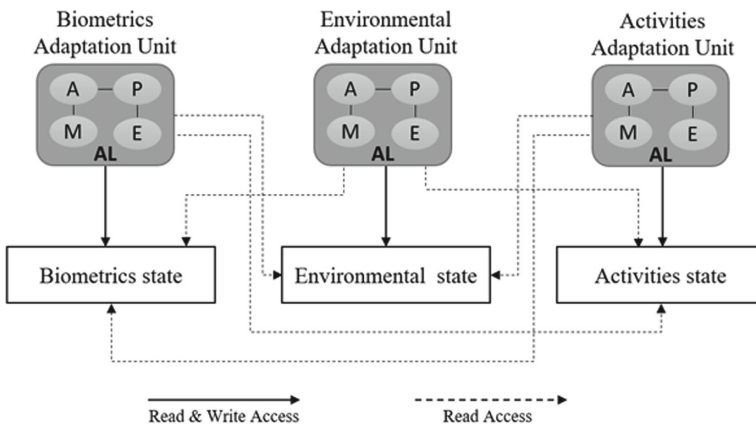 Biometrics
Adaptation Unit
Environmental
Adaptation Unit
Activities
Adaptation Unit
A P
M E
AL
A P
M E
AL
A P
M E
AL
Biometrics state
Environmental state
Activities state
Read & Write Access
Read Access